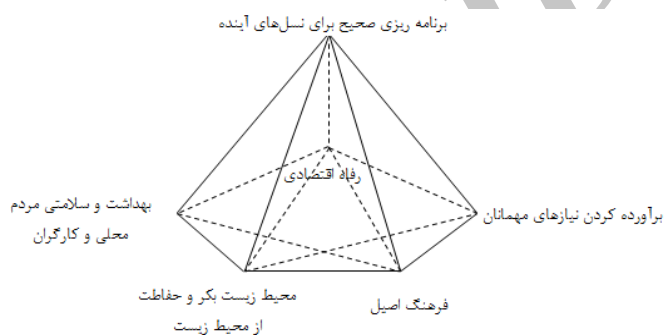 برنامه ریزی صحیح برای نسل‌های آینده
رفاه اقتصادی
بهداشت و سلامتی مردم
محلی و کارگران
برآورده کردن نیازهای مهمانان
محیط زیست بکر و حفاظت
از محیط زیست
فرهنگ اصیل